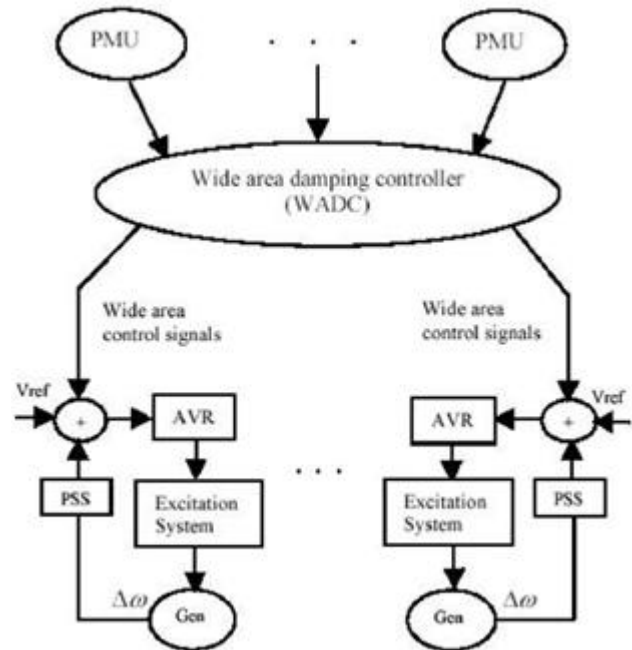 PMU
. . .
PMU
Wide area damping controller
(WADC)
Wide area
control signals
Wide area
control signals
Vref
+
AVR
AVR
+
Vref
. . .
PSS
Excitation
System
Excitation
System
PSS
Δω
Gen
Gen
Δω